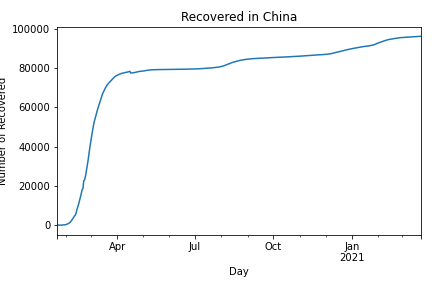 Recovered in China
Number of Recovered
100000
80000
60000
40000
20000
0
Apr
Jul
Oct
Jan
2021
Day